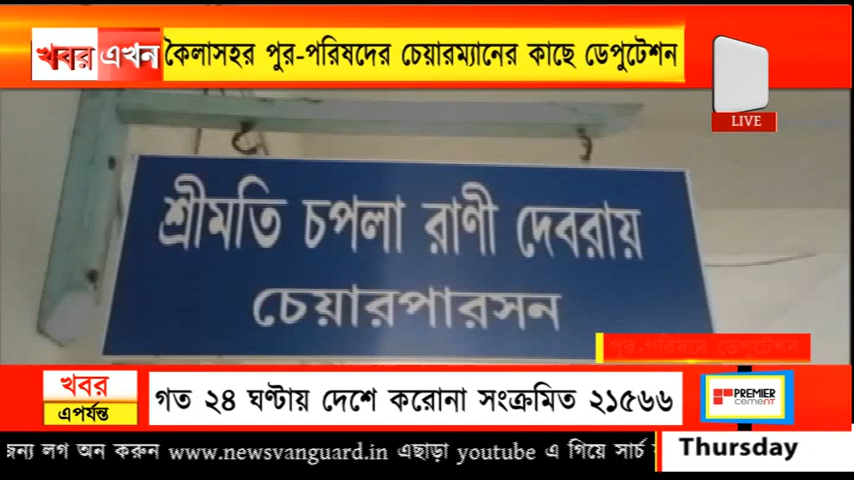 খবর এখন
কৈলাসহর পুর-পরিষদের চেয়ারম্যানের কাছে ডেপুটেশন
LIVE
শ্রীমতি চপলা রাণী দেবরায়
চেয়ারপারসন
পুর-পরিষদে ডেপুটেশন
খবর
এপর্যন্ত
গত ২৪ ঘণ্টায় দেশে করোনা সংক্রমিত ২১৫৬৬
PREMIER
cement
জন্য লগ অন করুন www.newsvanguard.in এছাড়া youtube এ গিয়ে সার্চ
Thursday